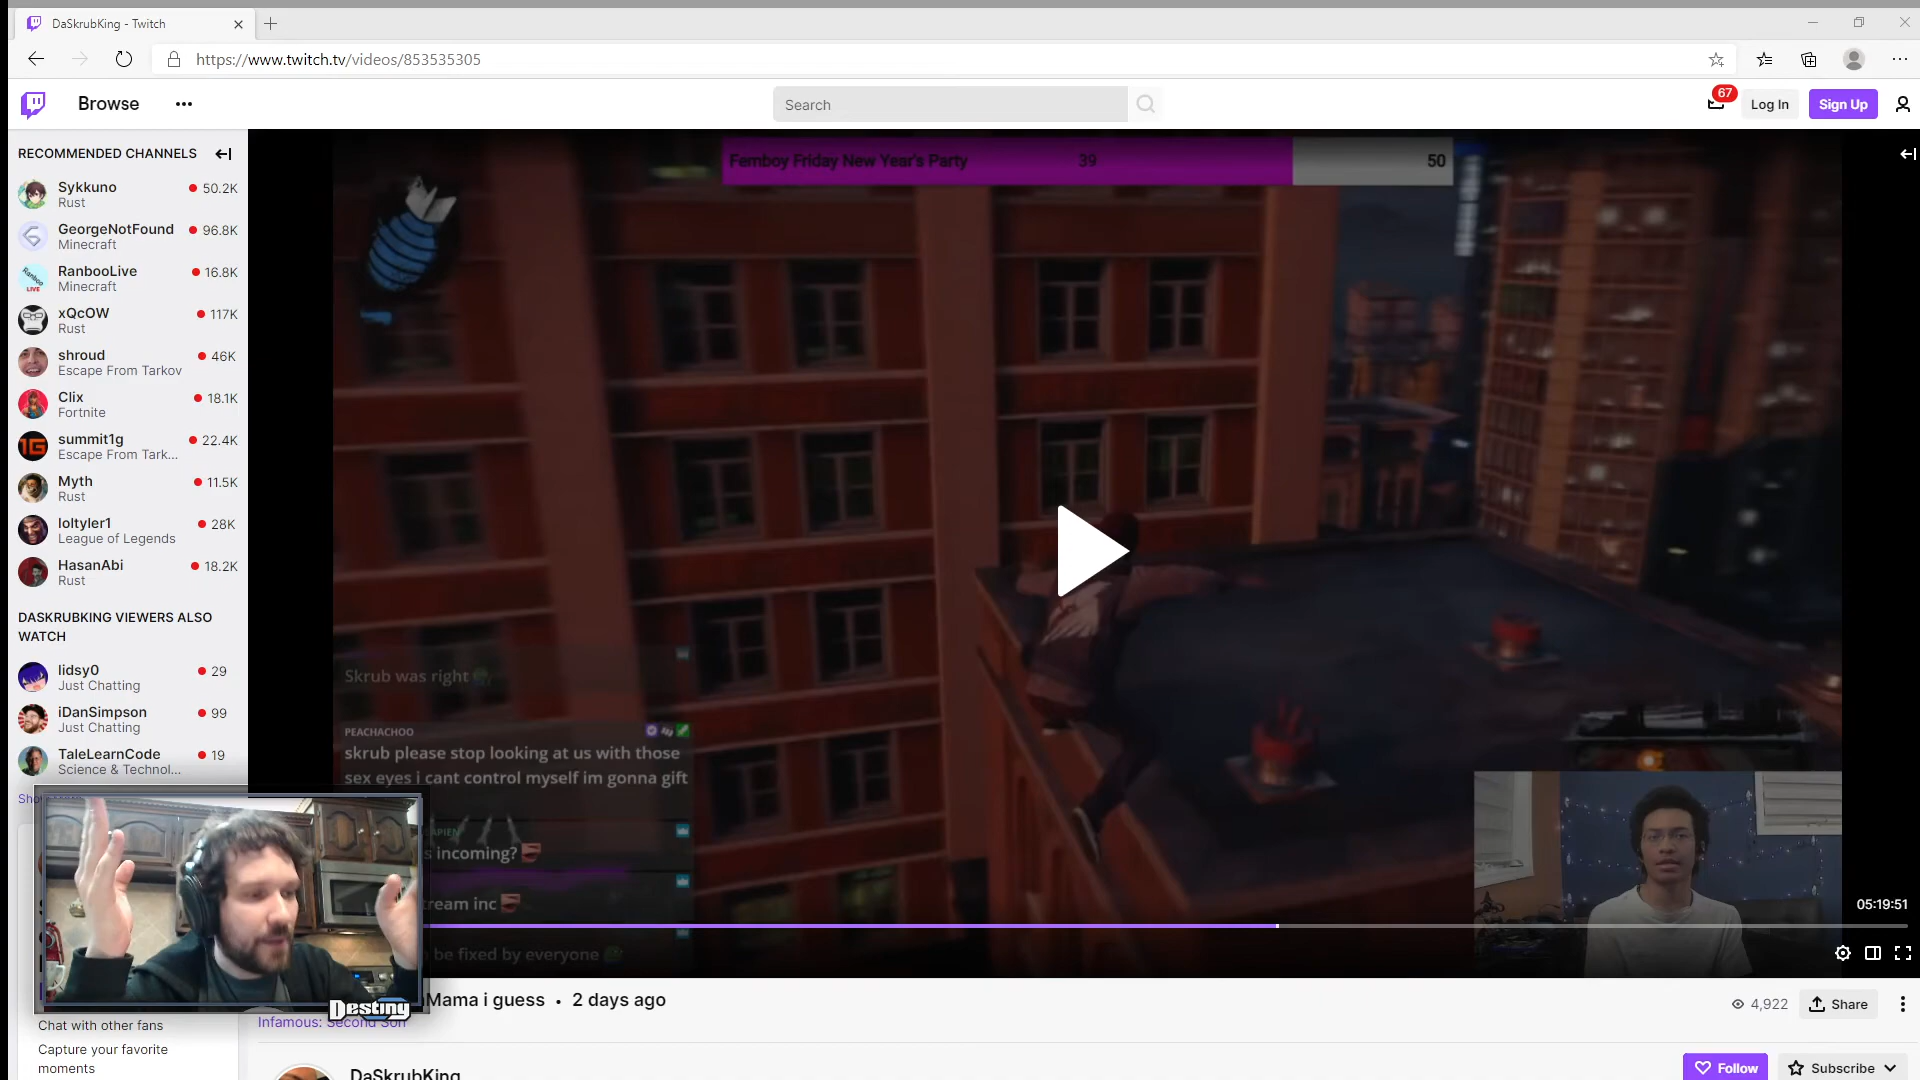 DaSkrubKing - Twitch
https://www.twitch.tv/videos/853535305
Browse
Search
67
Log In
Sign Up
RECOMMENDED CHANNELS
Sykkuno
50.2K
Rust
GeorgeNotFound
96.8K
Minecraft
RanbooLive
16.8K
Minecraft
xQcOW
117K
Rust
shroud
46K
Escape From Tarkov
Clix
18.1K
Fortnite
summit1g
22.4K
Escape From Tark...
Myth
11.5K
Rust
loltyler1
28K
League of Legends
HasanAbi
18.2K
Rust
DASKRUBKING VIEWERS ALSO
WATCH
lidsy0
29
Just Chatting
iDanSimpson
99
Just Chatting
TaleLearnCode
19
Science & Technol...
Femboy Friday New Year's Party 39 50
Skrub was right
PEACHACHOO
skrub please stop looking at us with those
sex eyes i cant control myself im gonna gift
incoming?
be fixed by everyone
05:19:51
Destiny
Mama i guess • 2 days ago
Infamous: Second Son
4,922
Share
Chat with other fans
Capture your favorite
moments
DaSkrubKing
Follow
Subscribe